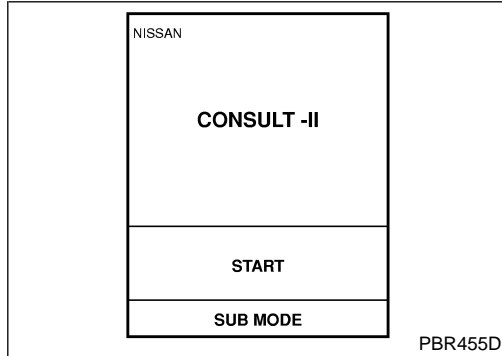 NISSAN
CONSULT -II
START
SUB MODE
PBR455D